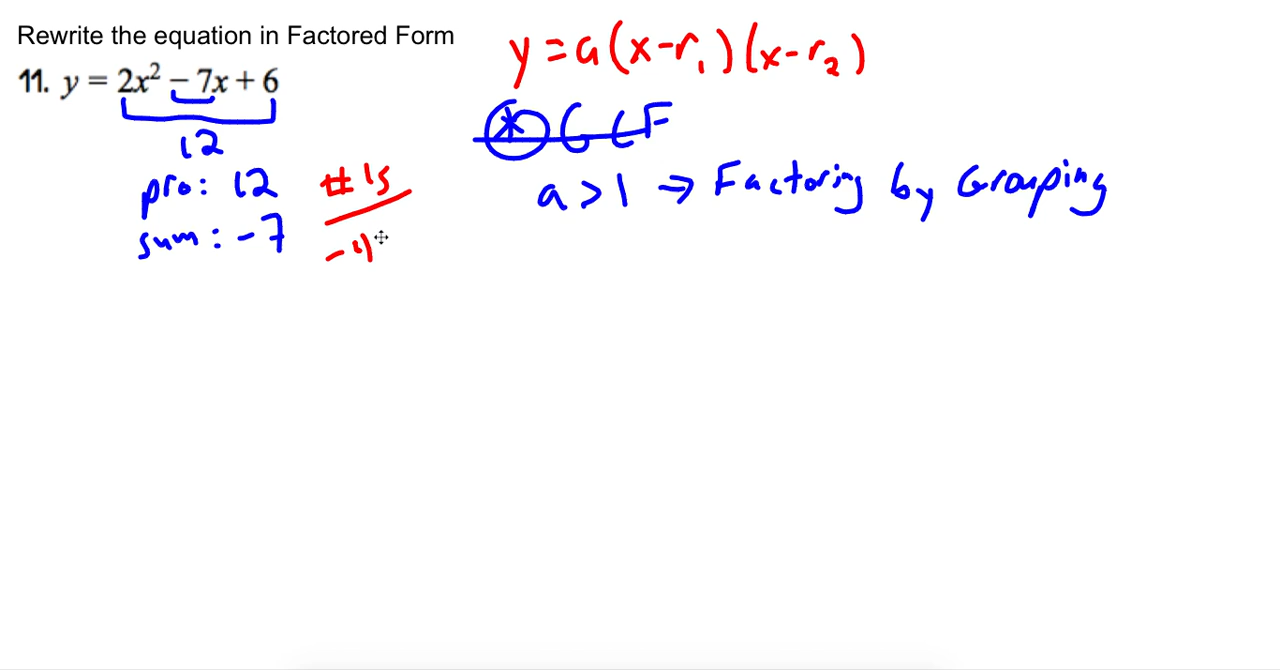 Rewrite the equation in Factored Form
y = a(x-r₁)(x-r₂)
11. y = 2x² – 7x + 6
* GCF
12
pro: 12
#'s
a > 1 ⇒ Factoring by Grouping
sum: -7
-4